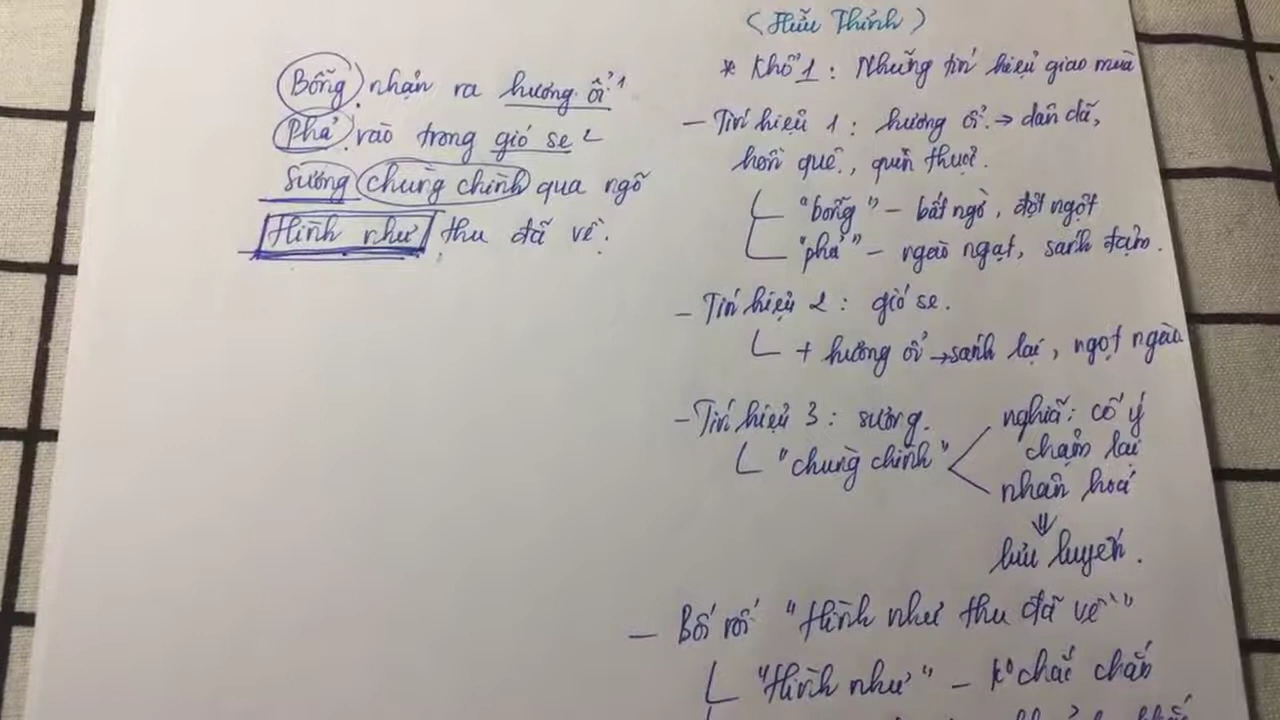 Bỗng nhận ra hương ổi 1
Phả vào trong gió se 2
Sương chùng chình qua ngõ
Hình như thu đã về.
(Hữu Thỉnh)
* Khổ 1: Những tín hiệu giao mùa
- Tín hiệu 1: hương ổi → dân dã,
hồn quê, quen thuộc.
"bỗng" - bất ngờ, đột ngột
"phả" - ngào ngạt, sánh đậm.
- Tín hiệu 2: gió se.
+ hương ổi → sánh lại, ngọt ngào
- Tín hiệu 3: sương.
"chùng chình"
nghĩa: cố ý
chậm lại
nhân hoá
⇓
lưu luyến.
- Bối rối "Hình như thu đã về"
"Hình như" - K° chắc chắn